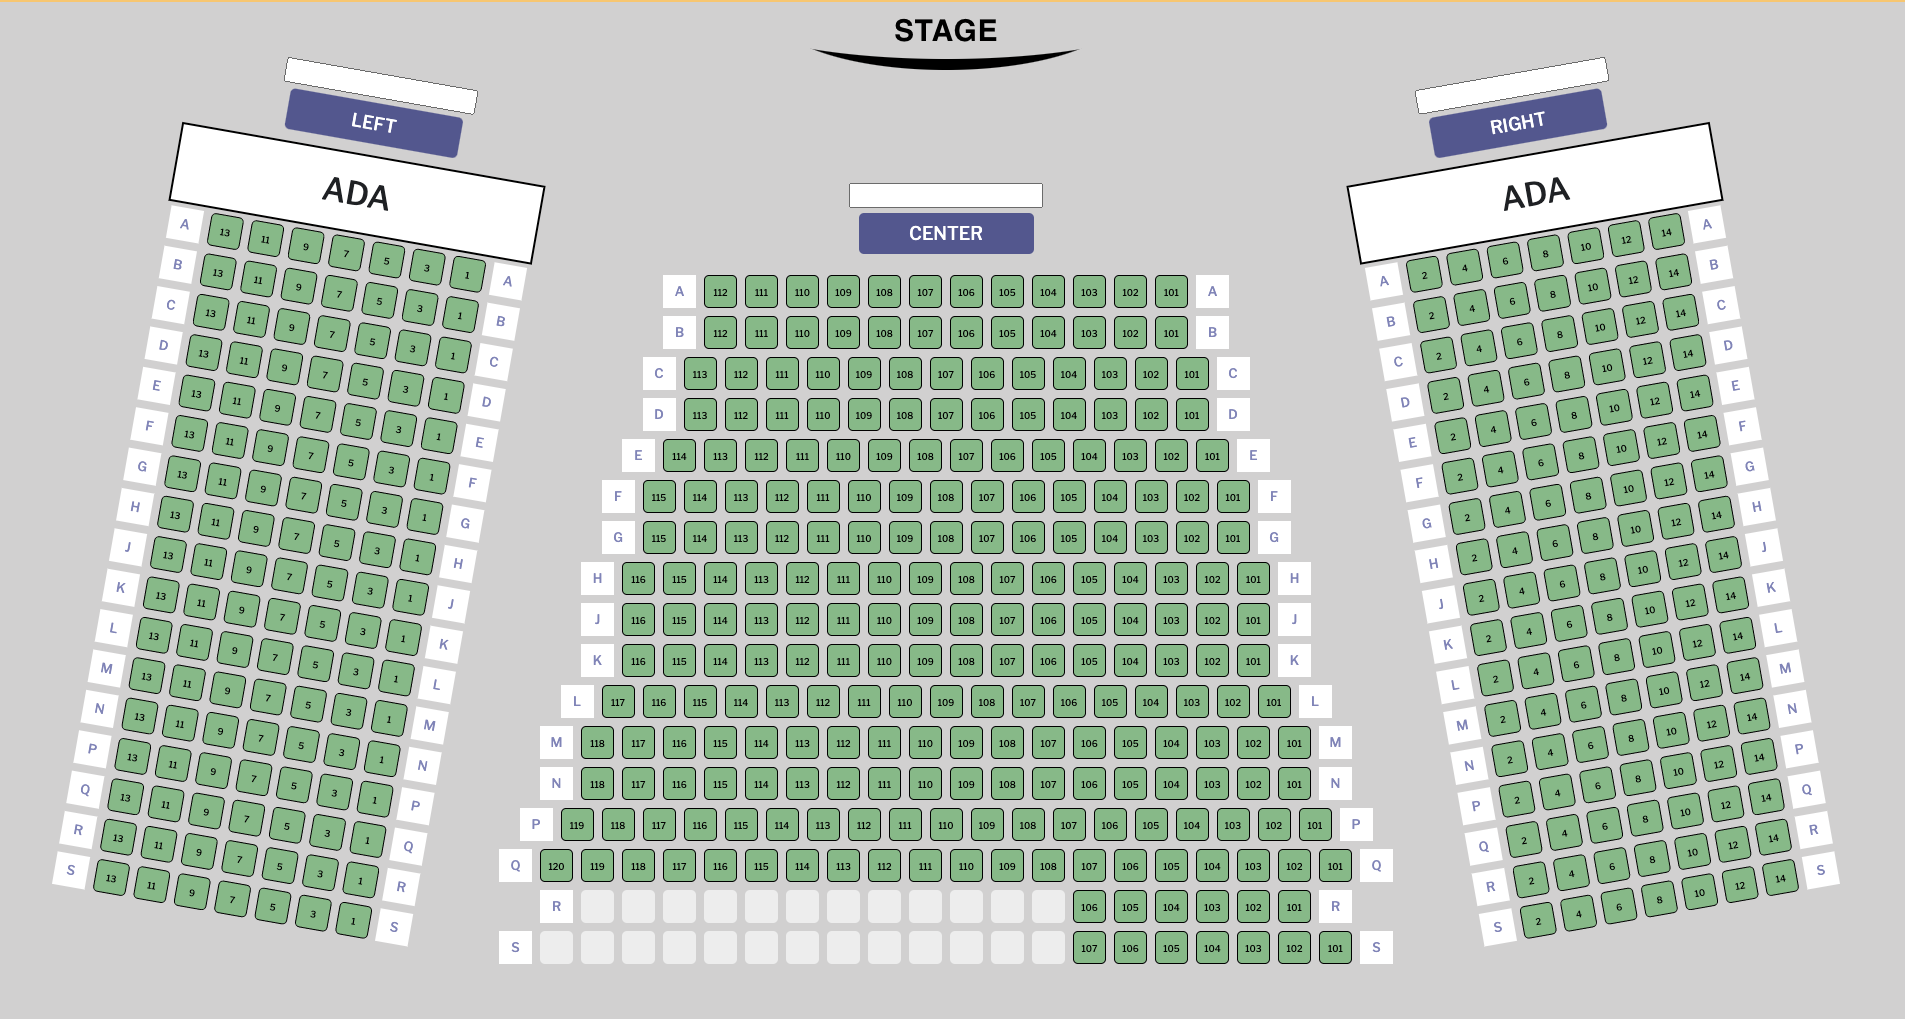 STAGE
LEFT
RIGHT
ADA
ADA
CENTER
A 13 11 9 7 5 3 1 A
B 13 11 9 7 5 3 1 B
C 13 11 9 7 5 3 1 C
D 13 11 9 7 5 3 1 D
E 13 11 9 7 5 3 1 E
F 13 11 9 7 5 3 1 F
G 13 11 9 7 5 3 1 G
H 13 11 9 7 5 3 1 H
J 13 11 9 7 5 3 1 J
K 13 11 9 7 5 3 1 K
L 13 11 9 7 5 3 1 L
M 13 11 9 7 5 3 1 M
N 13 11 9 7 5 3 1 N
P 13 11 9 7 5 3 1 P
Q 13 11 9 7 5 3 1 Q
R 13 11 9 7 5 3 1 R
S 13 11 9 7 5 3 1 S
A 112 111 110 109 108 107 106 105 104 103 102 101 A
B 112 111 110 109 108 107 106 105 104 103 102 101 B
C 113 112 111 110 109 108 107 106 105 104 103 102 101 C
D 113 112 111 110 109 108 107 106 105 104 103 102 101 D
E 114 113 112 111 110 109 108 107 106 105 104 103 102 101 E
F 115 114 113 112 111 110 109 108 107 106 105 104 103 102 101 F
G 115 114 113 112 111 110 109 108 107 106 105 104 103 102 101 G
H 116 115 114 113 112 111 110 109 108 107 106 105 104 103 102 101 H
J 116 115 114 113 112 111 110 109 108 107 106 105 104 103 102 101 J
K 116 115 114 113 112 111 110 109 108 107 106 105 104 103 102 101 K
L 117 116 115 114 113 112 111 110 109 108 107 106 105 104 103 102 101 L
M 118 117 116 115 114 113 112 111 110 109 108 107 106 105 104 103 102 101 M
N 118 117 116 115 114 113 112 111 110 109 108 107 106 105 104 103 102 101 N
P 119 118 117 116 115 114 113 112 111 110 109 108 107 106 105 104 103 102 101 P
Q 120 119 118 117 116 115 114 113 112 111 110 109 108 107 106 105 104 103 102 101 Q
R 106 105 104 103 102 101 R
S 107 106 105 104 103 102 101 S
A 2 4 6 8 10 12 14 A
B 2 4 6 8 10 12 14 B
C 2 4 6 8 10 12 14 C
D 2 4 6 8 10 12 14 D
E 2 4 6 8 10 12 14 E
F 2 4 6 8 10 12 14 F
G 2 4 6 8 10 12 14 G
H 2 4 6 8 10 12 14 H
J 2 4 6 8 10 12 14 J
K 2 4 6 8 10 12 14 K
L 2 4 6 8 10 12 14 L
M 2 4 6 8 10 12 14 M
N 2 4 6 8 10 12 14 N
P 2 4 6 8 10 12 14 P
Q 2 4 6 8 10 12 14 Q
R 2 4 6 8 10 12 14 R
S 2 4 6 8 10 12 14 S